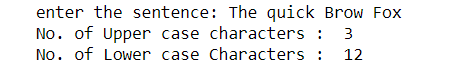 enter the sentence: The quick Brow Fox
No. of Upper case characters :  3
No. of Lower case Characters :  12